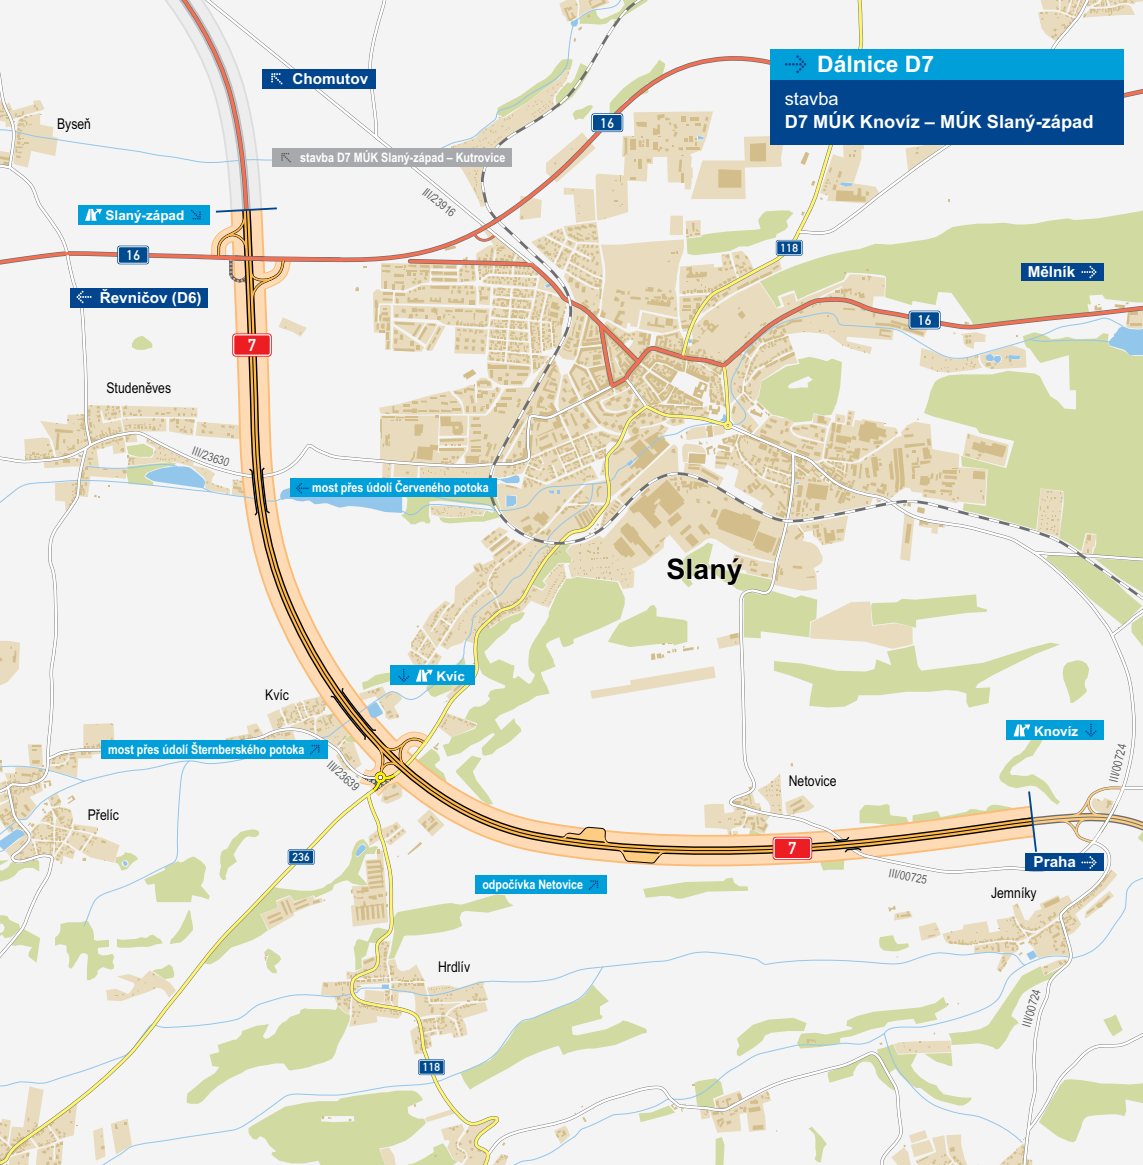 Dálnice D7
stavba
D7 MÚK Knovíz – MÚK Slaný-západ
Chomutov
16
Byseň
stavba D7 MÚK Slaný-západ – Kutrovice
III/23916
Slaný-západ
118
16
Mělník
Řevničov (D6)
16
7
Studeněves
III/23630
most přes údolí Červeného potoka
Slaný
Kvíc
Kvíc
Knovíz
most přes údolí Šternberského potoka
III/23639
III/00724
Netovice
Přelíc
7
236
Praha
III/00725
odpočívka Netovice
Jemníky
Hrdlív
III/00724
118